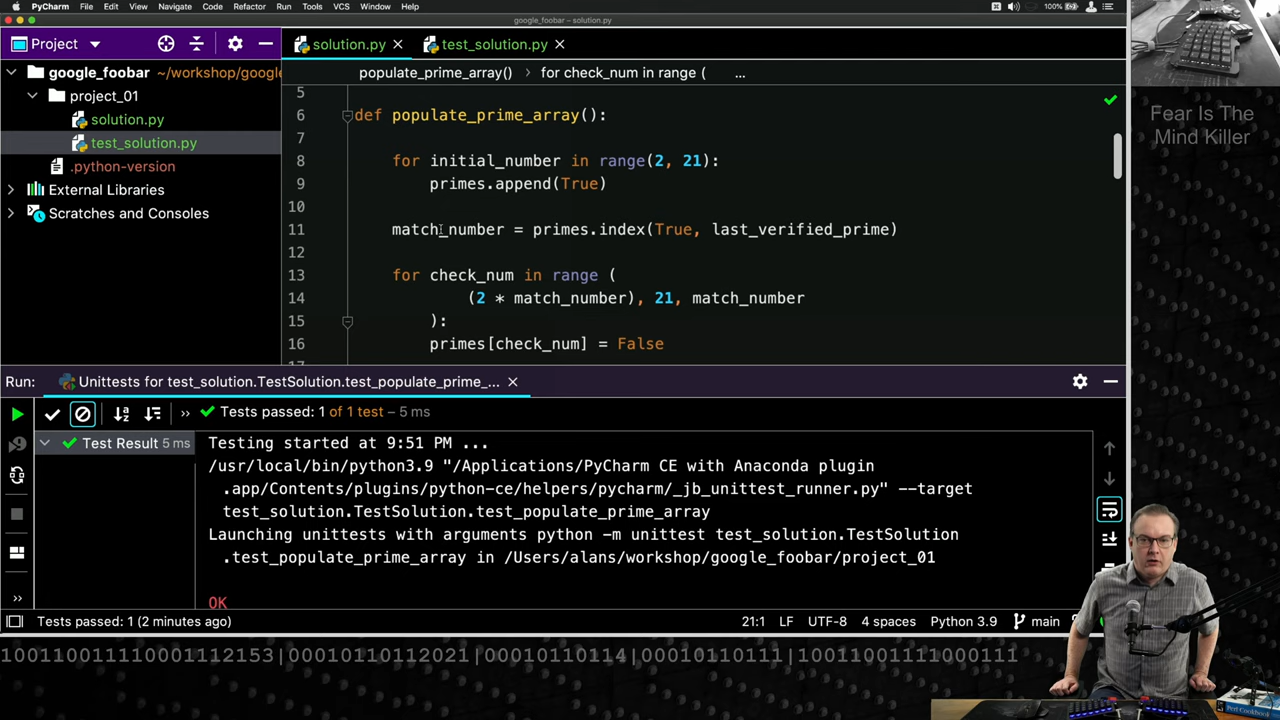 PyCharm File Edit View Navigate Code Refactor Run Tools VCS Window Help 100%
google_foobar – solution.py
Project
solution.py
test_solution.py
populate_prime_array() for check_num in range ( ...
google_foobar ~/workshop/google
project_01
solution.py
test_solution.py
.python-version
External Libraries
Scratches and Consoles
5
6 def populate_prime_array():
7
8 for initial_number in range(2, 21):
9 primes.append(True)
10
11 match_number = primes.index(True, last_verified_prime)
12
13 for check_num in range (
14 (2 * match_number), 21, match_number
15 ):
16 primes[check_num] = False
Fear Is The
Mind Killer
Run: Unittests for test_solution.TestSolution.test_populate_prime_...
Tests passed: 1 of 1 test – 5 ms
Test Result 5 ms
Testing started at 9:51 PM ...
/usr/local/bin/python3.9 "/Applications/PyCharm CE with Anaconda plugin
.app/Contents/plugins/python-ce/helpers/pycharm/_jb_unittest_runner.py" --target
test_solution.TestSolution.test_populate_prime_array
Launching unittests with arguments python -m unittest test_solution.TestSolution
.test_populate_prime_array in /Users/alans/workshop/google_foobar/project_01
OK
Tests passed: 1 (2 minutes ago) 21:1 LF UTF-8 4 spaces Python 3.9 main
100110011110001112153|00010110112021|00010110114|00010110111|10011001111000111
Perl Cookbook